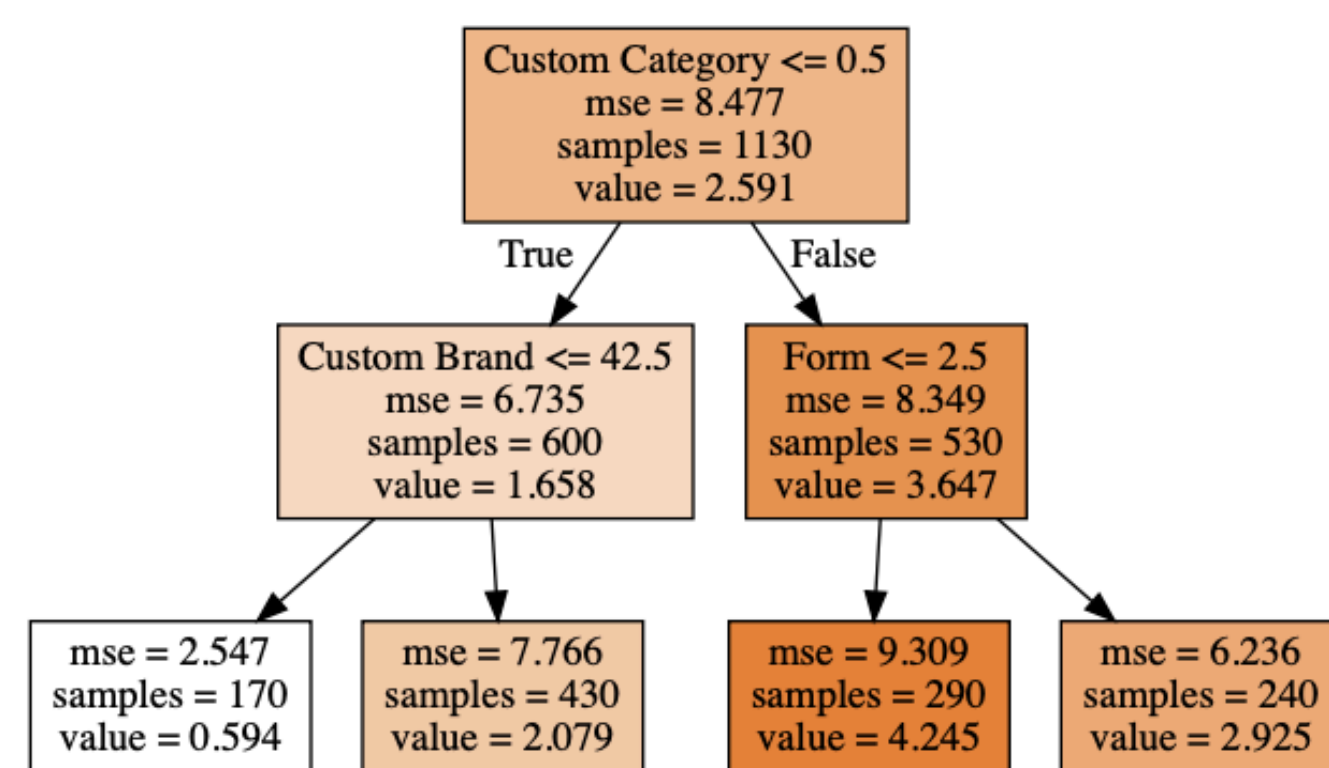 Custom Category <= 0.5
mse = 8.477
samples = 1130
value = 2.591
True
False
Custom Brand <= 42.5
mse = 6.735
samples = 600
value = 1.658
Form <= 2.5
mse = 8.349
samples = 530
value = 3.647
mse = 2.547
samples = 170
value = 0.594
mse = 7.766
samples = 430
value = 2.079
mse = 9.309
samples = 290
value = 4.245
mse = 6.236
samples = 240
value = 2.925